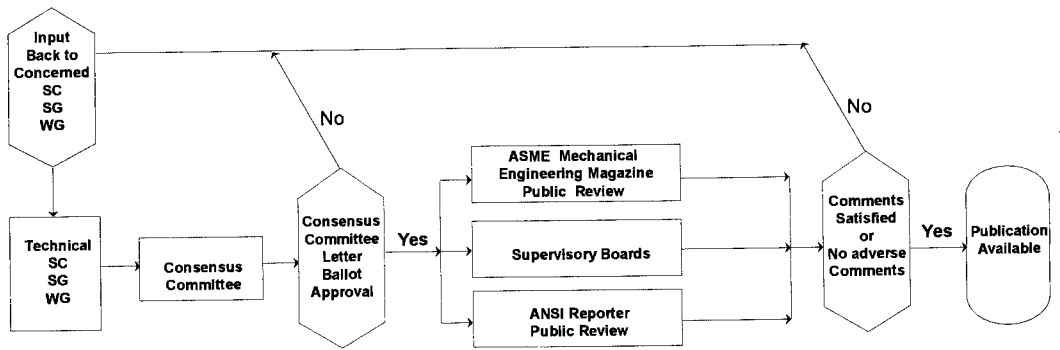 Input
Back to
Concerned
SC
SG
WG
Technical
SC
SG
WG
Consensus
Committee
No
Consensus
Committee
Letter
Ballot
Approval
Yes
ASME Mechanical
Engineering Magazine
Public Review
Supervisory Boards
ANSI Reporter
Public Review
No
Comments
Satisfied
or
No adverse
Comments
Yes
Publication
Available